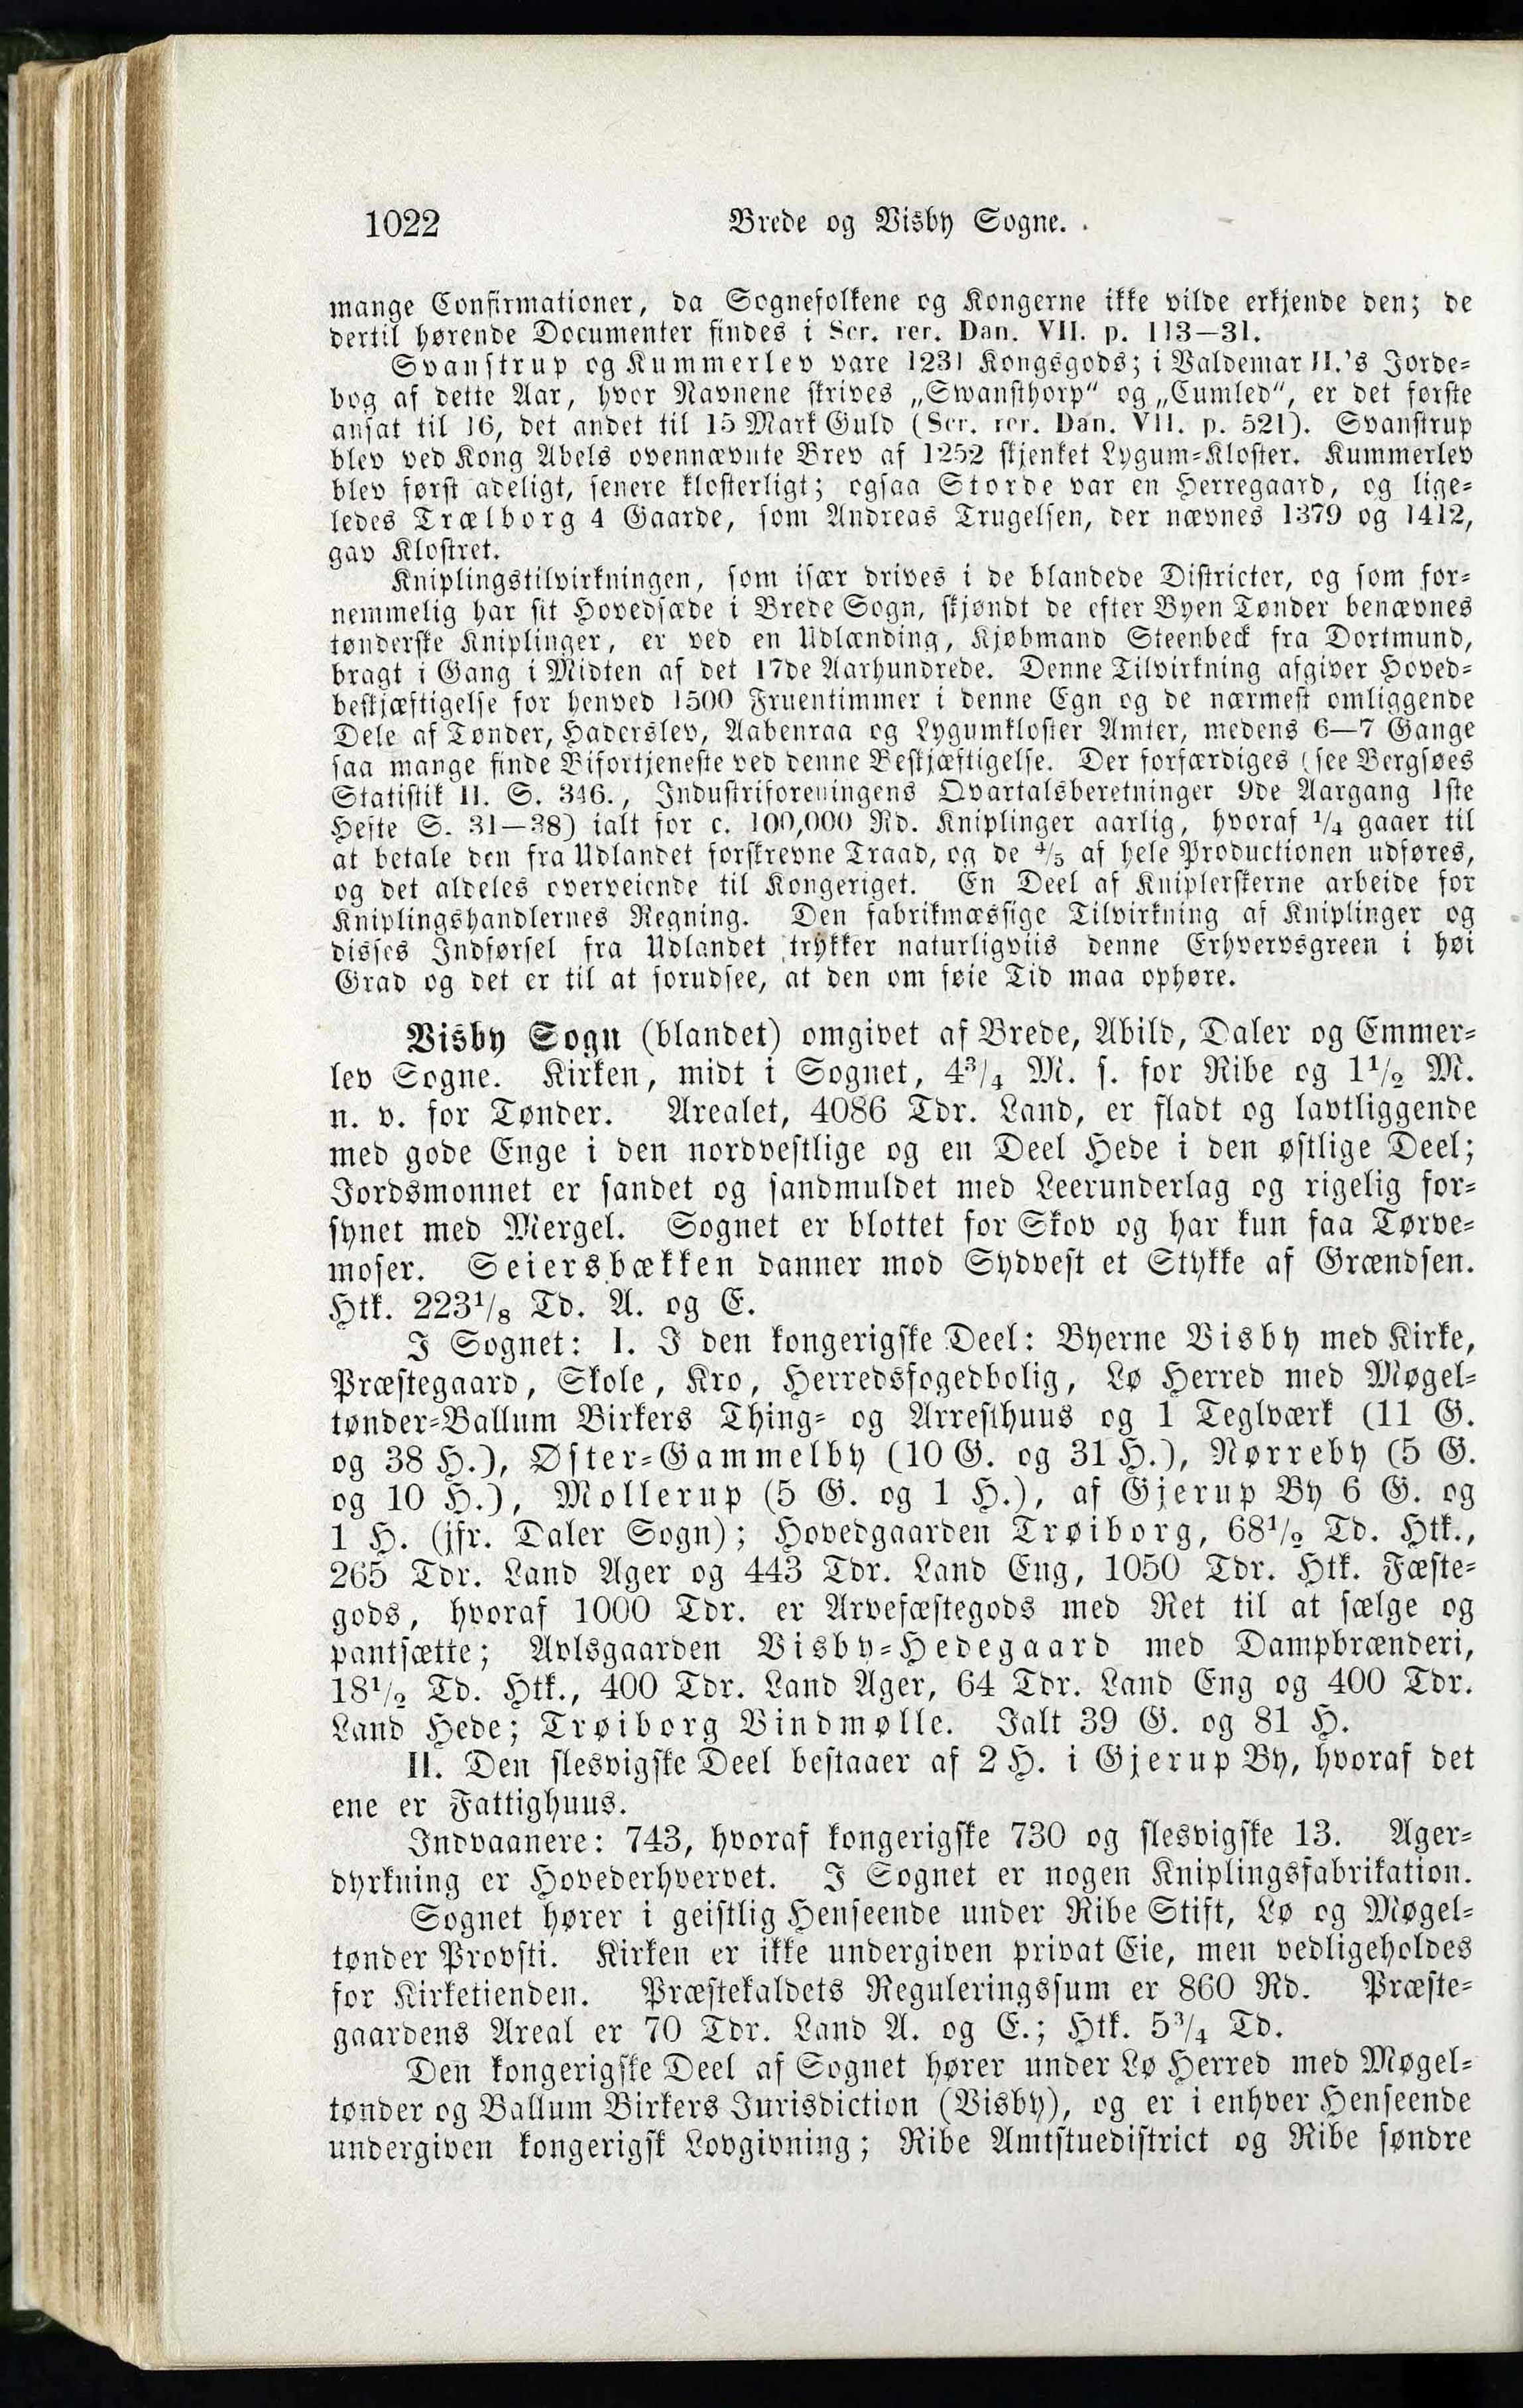 1022 Brede og Visby Sogne.
mange Confirmationer, da Sognefolkene og Kongerne ikke vilde erkjende den; de
dertil hørende Documenter findes i Scr. rer. Dan. VII. p. 113—31.
Svanstrup og Kummerlev vare 1231 Kongsgods; i Valdemar II.'s Jorde-
bog af dette Aar, hvor Navnene skrives „Swansthorp“ og „Cumled“, er det første
ansat til 16, det andet til 15 Mark Guld (Scr. rer. Dan. VII. p. 521). Svanstrup
blev ved Kong Abels ovennævnte Brev af 1252 skjenket Lygum-Kloster. Kummerlev
blev først adeligt, senere klosterligt; ogsaa Storde var en Herregaard, og lige-
ledes Trælborg 4 Gaarde, som Andreas Trugelsen, der nævnes 1379 og 1412,
gav Klostret.
Kniplingstilvirkningen, som især drives i de blandede Districter, og som for-
nemmelig har sit Hovedsæde i Brede Sogn, skjøndt de efter Byen Tønder benævnes
tønderske Kniplinger, er ved en Udlænding, Kjøbmand Steenbeck fra Dortmund,
bragt i Gang i Midten af det 17de Aarhundrede. Denne Tilvirkning afgiver Hoved-
beskjæftigelse for henved 1500 Fruentimmer i denne Egn og de nærmest omliggende
Dele af Tønder, Haderslev, Aabenraa og Lygumkloster Amter, medens 6—7 Gange
saa mange finde Bifortjeneste ved denne Beskjæftigelse. Der forfærdiges (see Bergsøes
Statistik II. S. 346., Industriforeningens Qvartalsberetninger 9de Aargang 1ste
Hefte S. 31—38) ialt for c. 100,000 Rd. Kniplinger aarlig, hvoraf 1/4 gaaer til
at betale den fra Udlandet forskrevne Traad, og de 4/5 af hele Productionen udføres,
og det aldeles overveiende til Kongeriget. En Deel af Kniplerskerne arbeide for
Kniplingshandlernes Regning. Den fabrikmæssige Tilvirkning af Kniplinger og
disses Indførsel fra Udlandet trykker naturligviis denne Erhvervsgreen i høi
Grad og det er til at forudsee, at den om føie Tid maa ophøre.
Visby Sogn (blandet) omgivet af Brede, Abild, Daler og Emmer-
lev Sogne. Kirken, midt i Sognet, 4 3/4 M. s. for Ribe og 1 1/2 M.
n. v. for Tønder. Arealet, 4086 Tdr. Land, er fladt og lavtliggende
med gode Enge i den nordvestlige og en Deel Hede i den østlige Deel;
Jordsmonnet er sandet og sandmuldet med Leerunderlag og rigelig for-
synet med Mergel. Sognet er blottet for Skov og har kun faa Tørve-
moser. Seiersbækken danner mod Sydvest et Stykke af Grændsen.
Htk. 223 1/8 Td. A. og E.
I Sognet: I. I den kongerigske Deel: Byerne Visby med Kirke,
Præstegaard, Skole, Kro, Herredsfogedbolig, Lø Herred med Møgel-
tønder-Ballum Birkers Thing- og Arresthuus og 1 Teglværk (11 G.
og 38 H.), Øster-Gammelby (10 G. og 31 H.), Nørreby (5 G.
og 10 H.), Mollerup (5 G. og 1 H.), af Gjerup By 6 G. og
1 H. (jfr. Daler Sogn); Hovedgaarden Trøiborg, 68 1/2 Td. Htk.,
265 Tdr. Land Ager og 443 Tdr. Land Eng, 1050 Tdr. Htk. Fæste-
gods, hvoraf 1000 Tdr. er Arvefæstegods med Ret til at sælge og
pantsætte; Avlsgaarden Visby-Hedegaard med Dampbrænderi,
18 1/2 Td. Htk., 400 Tdr. Land Ager, 64 Tdr. Land Eng og 400 Tdr.
Land Hede; Trøiborg Vindmølle. Ialt 39 G. og 81 H.
II. Den slesvigske Deel bestaaer af 2 H. i Gjerup By, hvoraf det
ene er Fattighuus.
Indvaanere: 743, hvoraf kongerigske 730 og slesvigske 13. Ager-
dyrkning er Hovederhvervet. I Sognet er nogen Kniplingsfabrikation.
Sognet hører i geistlig Henseende under Ribe Stift, Lø og Møgel-
tønder Provsti. Kirken er ikke undergiven privat Eie, men vedligeholdes
for Kirketienden. Præstekaldets Reguleringssum er 860 Rd. Præste-
gaardens Areal er 70 Tdr. Land A. og E.; Htk. 5 3/4 Td.
Den kongerigske Deel af Sognet hører under Lø Herred med Møgel-
tønder og Ballum Birkers Jurisdiction (Visby), og er i enhver Henseende
undergiven kongerigsk Lovgivning; Ribe Amtstuedistrict og Ribe søndre